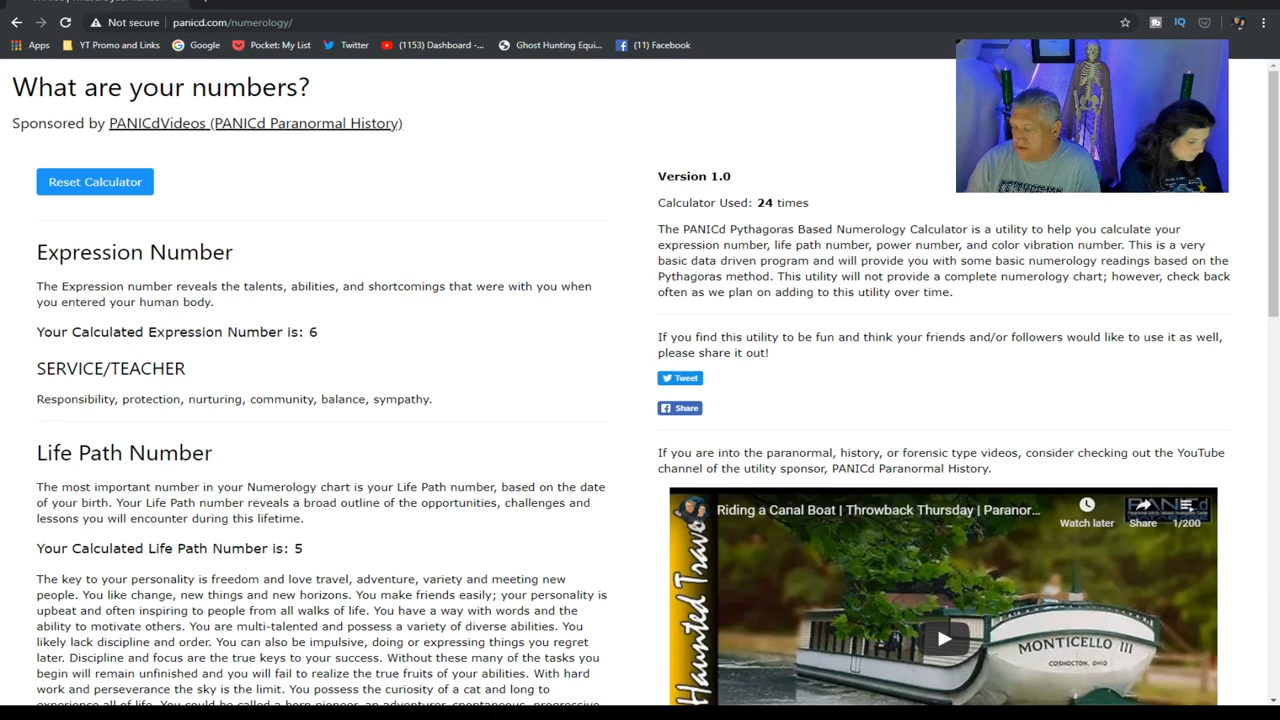 Not secure | panicd.com/numerology/
Apps YT Promo and Links Google Pocket: My List Twitter (1153) Dashboard -... Ghost Hunting Equi... (11) Facebook
What are your numbers?
Sponsored by PANICdVideos (PANICd Paranormal History)
Reset Calculator
Expression Number
The Expression number reveals the talents, abilities, and shortcomings that were with you when
you entered your human body.
Your Calculated Expression Number is: 6
SERVICE/TEACHER
Responsibility, protection, nurturing, community, balance, sympathy.
Life Path Number
The most important number in your Numerology chart is your Life Path number, based on the date
of your birth. Your Life Path number reveals a broad outline of the opportunities, challenges and
lessons you will encounter during this lifetime.
Your Calculated Life Path Number is: 5
The key to your personality is freedom and love travel, adventure, variety and meeting new
people. You like change, new things and new horizons. You make friends easily; your personality is
upbeat and often inspiring to people from all walks of life. You have a way with words and the
ability to motivate others. You are multi-talented and possess a variety of diverse abilities. You
likely lack discipline and order. You can also be impulsive, doing or expressing things you regret
later. Discipline and focus are the true keys to your success. Without these many of the tasks you
begin will remain unfinished and you will fail to realize the true fruits of your abilities. With hard
work and perseverance the sky is the limit. You possess the curiosity of a cat and long to
experience all of life. You could be called a born pioneer, an adventurer, spontaneous, progressive
Version 1.0
Calculator Used: 24 times
The PANICd Pythagoras Based Numerology Calculator is a utility to help you calculate your
expression number, life path number, power number, and color vibration number. This is a very
basic data driven program and will provide you with some basic numerology readings based on the
Pythagoras method. This utility will not provide a complete numerology chart; however, check back
often as we plan on adding to this utility over time.
If you find this utility to be fun and think your friends and/or followers would like to use it as well,
please share it out!
Tweet
Share
If you are into the paranormal, history, or forensic type videos, consider checking out the YouTube
channel of the utility sponsor, PANICd Paranormal History.
Riding a Canal Boat | Throwback Thursday | Paranor...
Watch later
Share
1/200
Haunted Trav
MONTICELLO III
COSHOCTON, OHIO